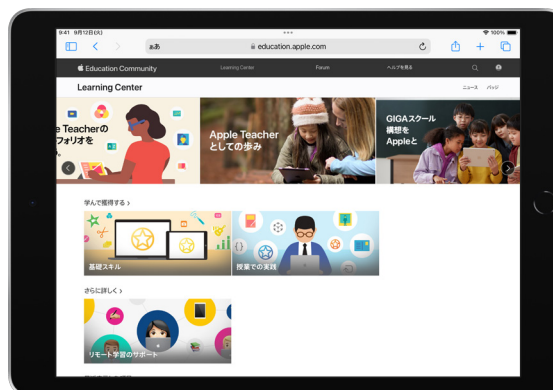 9:41 9月12日(火)
100%
ぁあ
education.apple.com
Education Community
Learning Center
Forum
ヘルプを見る
Learning Center
ニュース
バッジ
Teacherの
フォリオを
Apple Teacher
としての歩み
GIGAスクール
構想を
Appleと
学んで獲得する >
基礎スキル
授業での実践
さらに詳しく >
リモート学習のサポート